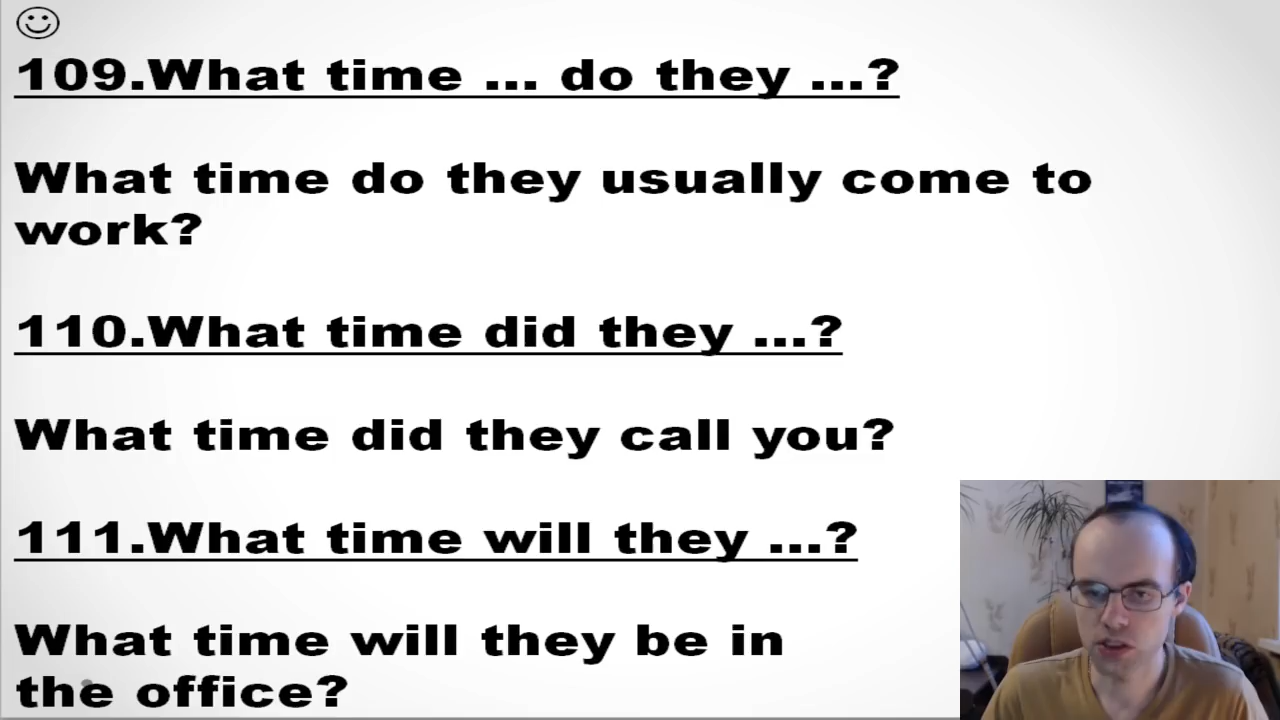 109.What time ... do they ...?
What time do they usually come to
work?
110.What time did they ...?
What time did they call you?
111.What time will they ...?
What time will they be in
the office?